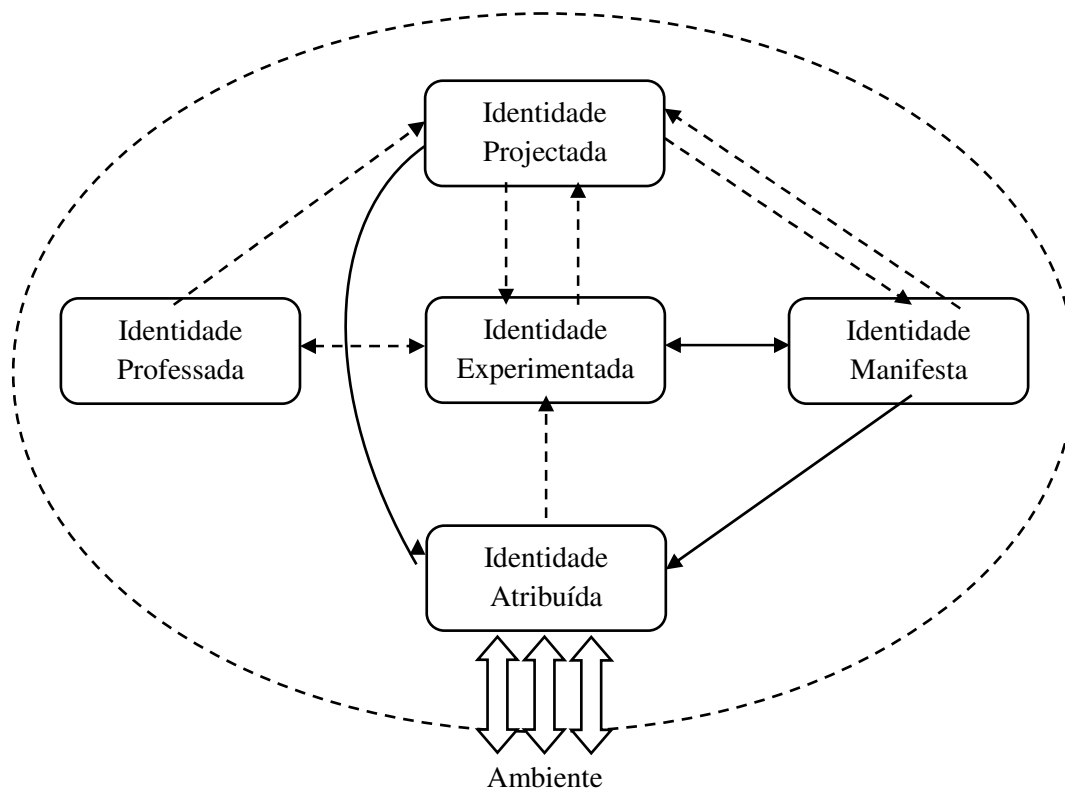 Identidade
Projectada
Identidade
Professada
Identidade
Experimentada
Identidade
Manifesta
Identidade
Atribuída
Ambiente